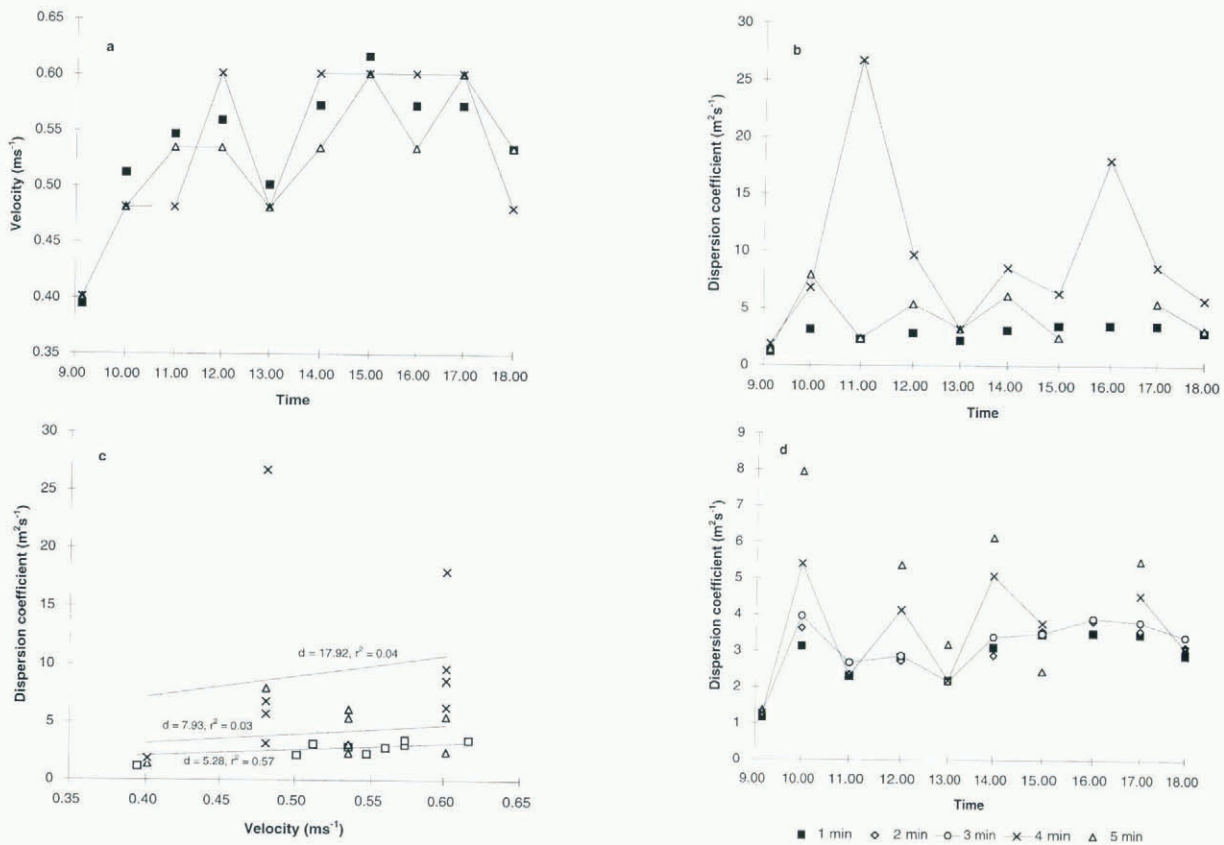 a
Velocity (ms⁻¹)
0.65
0.60
0.55
0.50
0.45
0.40
0.35
9.00 10.00 11.00 12.00 13.00 14.00 15.00 16.00 17.00 18.00
Time
b
Dispersion coefficient (m²s⁻¹)
30
25
20
15
10
5
0
9.00 10.00 11.00 12.00 13.00 14.00 15.00 16.00 17.00 18.00
Time
c
Dispersion coefficient (m²s⁻¹)
30
25
20
15
10
5
0
d = 17.92, r² = 0.04
d = 7.93, r² = 0.03
d = 5.28, r² = 0.57
0.35 0.40 0.45 0.50 0.55 0.60 0.65
Velocity (ms⁻¹)
d
Dispersion coefficient (m²s⁻¹)
9
8
7
6
5
4
3
2
1
0
9.00 10.00 11.00 12.00 13.00 14.00 15.00 16.00 17.00 18.00
Time
1 min 2 min 3 min 4 min 5 min